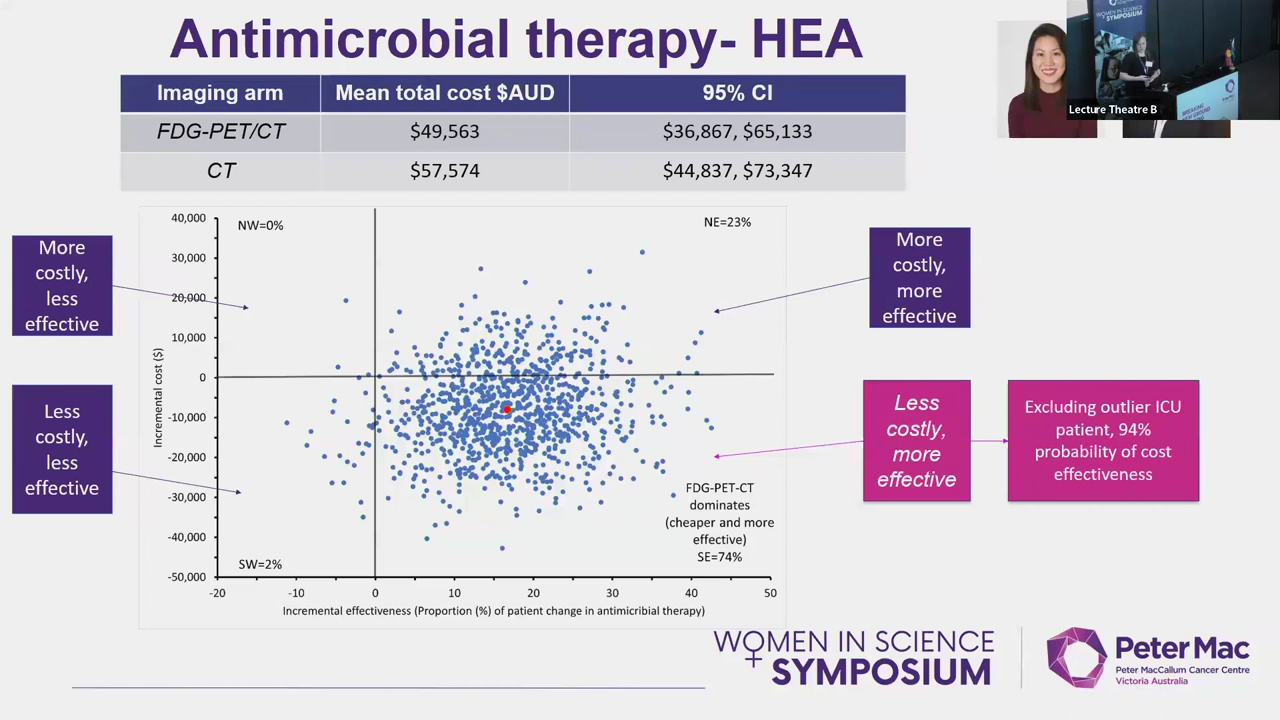 Antimicrobial therapy- HEA
WOMEN IN SCIENCE
SYMPOSIUM
Lecture Theatre B
Imaging arm Mean total cost $AUD 95% CI
FDG-PET/CT $49,563 $36,867, $65,133
CT $57,574 $44,837, $73,347
More
costly,
less
effective
Less
costly,
less
effective
40,000
30,000
20,000
10,000
0
-10,000
-20,000
-30,000
-40,000
-50,000
Incremental cost ($)
NW=0%
NE=23%
SW=2%
FDG-PET-CT
dominates
(cheaper and more
effective)
SE=74%
-20 -10 0 10 20 30 40 50
Incremental effectiveness (Proportion (%) of patient change in antimicribial therapy)
More
costly,
more
effective
Less
costly,
more
effective
Excluding outlier ICU
patient, 94%
probability of cost
effectiveness
WOMEN IN SCIENCE
SYMPOSIUM
Peter Mac
Peter MacCallum Cancer Centre
Victoria Australia